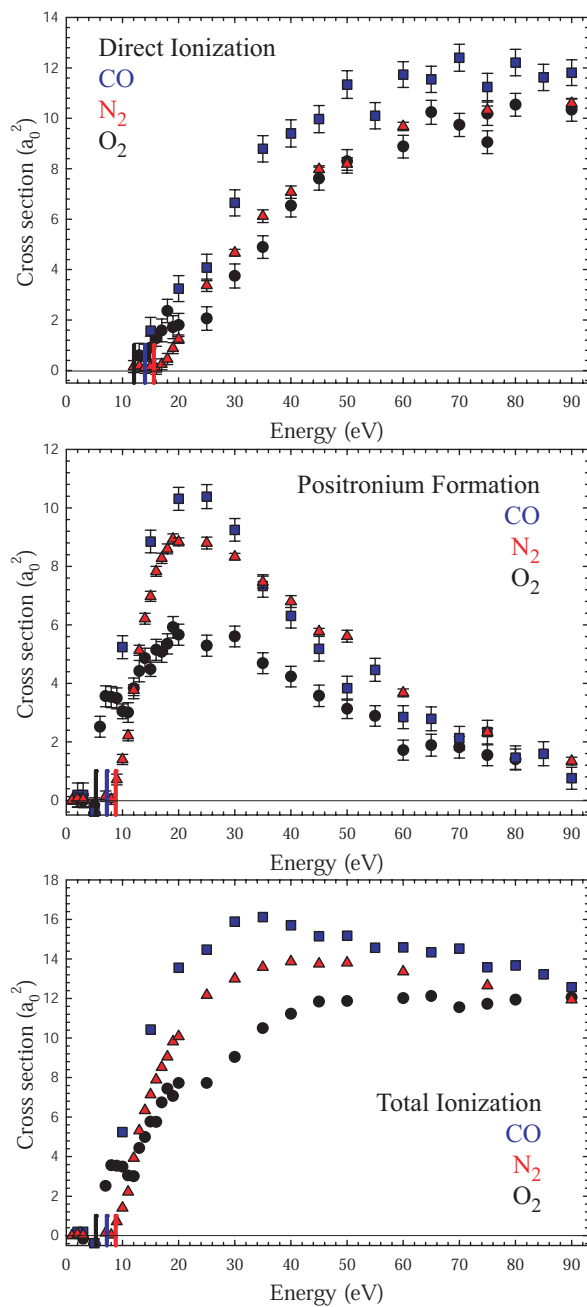 14
12
10
8
6
4
2
0
Cross section (a₀²)
Direct Ionization
CO
N₂
O₂
0 10 20 30 40 50 60 70 80 90
Energy (eV)
12
10
8
6
4
2
0
Cross section (a₀²)
Positronium Formation
CO
N₂
O₂
0 10 20 30 40 50 60 70 80 90
Energy (eV)
18
16
14
12
10
8
6
4
2
0
Cross section (a₀²)
Total Ionization
CO
N₂
O₂
0 10 20 30 40 50 60 70 80 90
Energy (eV)